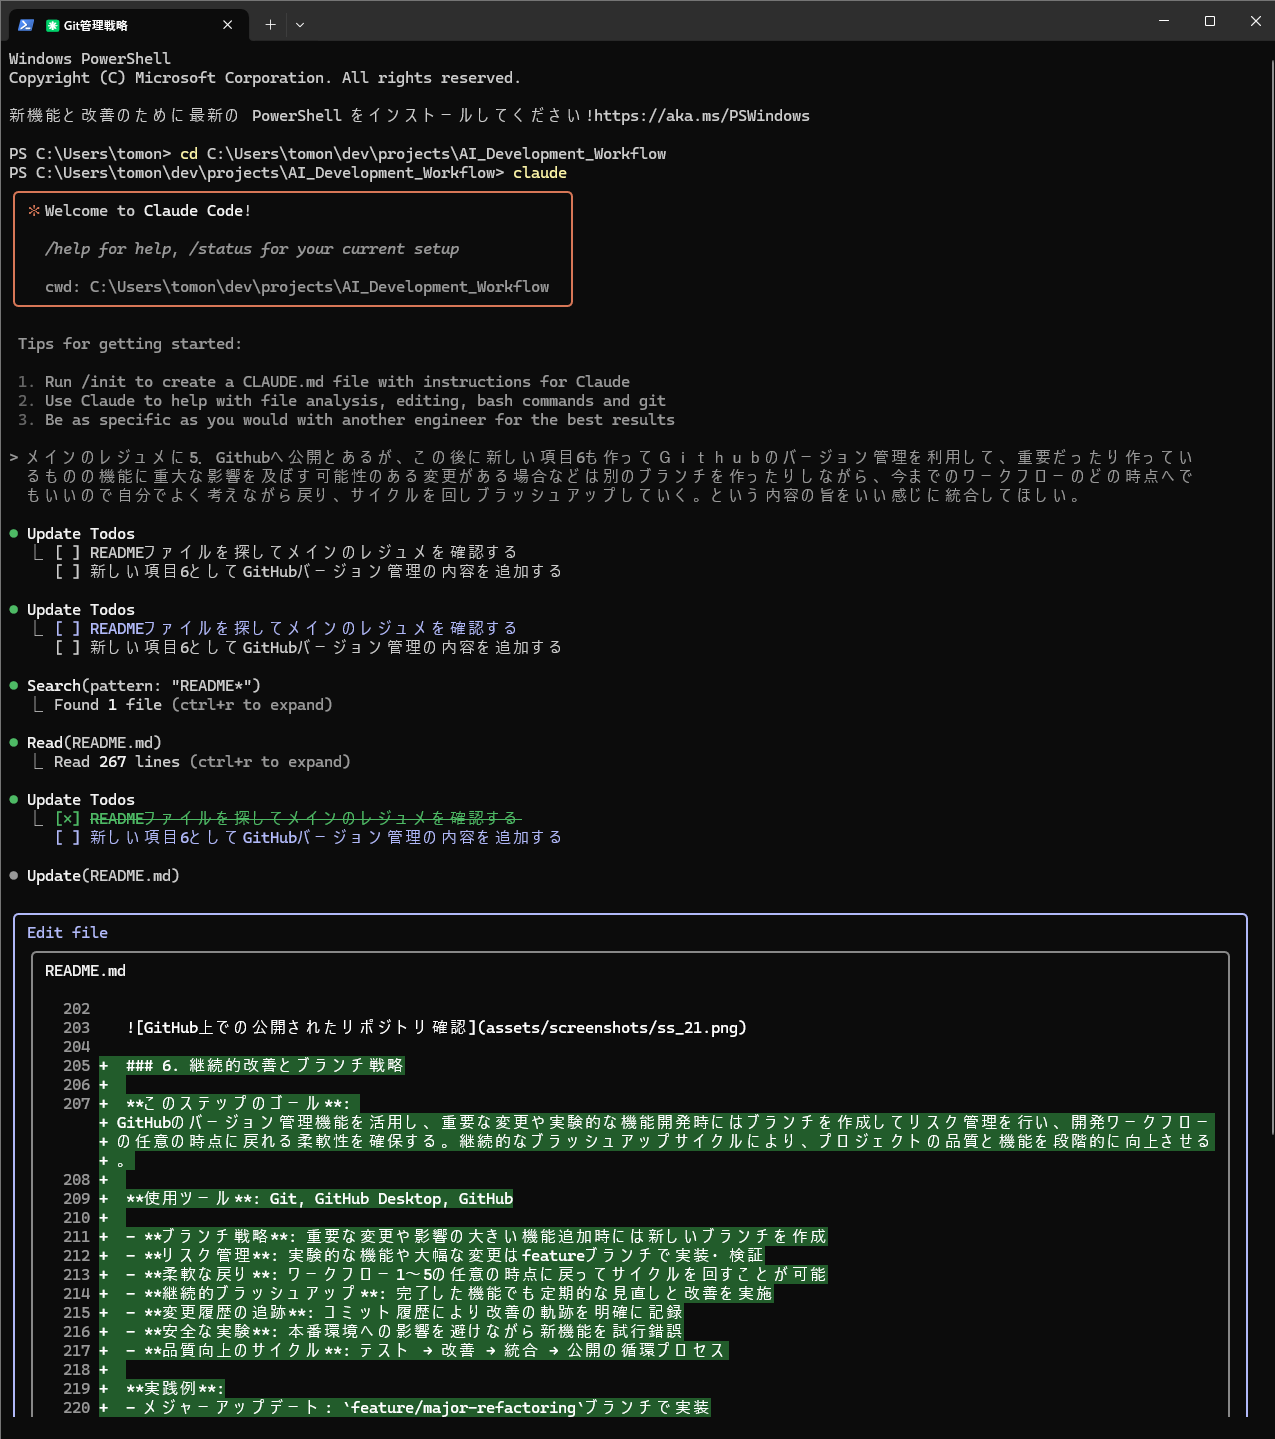 Git管理戦略
Windows PowerShell
Copyright (C) Microsoft Corporation. All rights reserved.
新機能と改善のために最新の PowerShell をインストールしてください!https://aka.ms/PSWindows
PS C:\Users\tomon> cd C:\Users\tomon\dev\projects\AI_Development_Workflow
PS C:\Users\tomon\dev\projects\AI_Development_Workflow> claude
✻ Welcome to Claude Code!
/help for help, /status for your current setup
cwd: C:\Users\tomon\dev\projects\AI_Development_Workflow
Tips for getting started:
1. Run /init to create a CLAUDE.md file with instructions for Claude
2. Use Claude to help with file analysis, editing, bash commands and git
3. Be as specific as you would with another engineer for the best results
> メインのレジュメに5. Githubへ公開とあるが、この後に新しい項目6も作ってＧｉｔｈｕｂのバージョン管理を利用して、重要だったり作ってい
るものの機能に重大な影響を及ぼす可能性のある変更がある場合などは別のブランチを作ったりしながら、今までのワークフローのどの時点へで
もいいので自分でよく考えながら戻り、サイクルを回しブラッシュアップしていく。という内容の旨をいい感じに統合してほしい。
● Update Todos
⎿ [ ] READMEファイルを探してメインのレジュメを確認する
[ ] 新しい項目6としてGitHubバージョン管理の内容を追加する
● Update Todos
⎿ [ ] READMEファイルを探してメインのレジュメを確認する
[ ] 新しい項目6としてGitHubバージョン管理の内容を追加する
● Search(pattern: "README*")
⎿ Found 1 file (ctrl+r to expand)
● Read(README.md)
⎿ Read 267 lines (ctrl+r to expand)
● Update Todos
⎿ [×] READMEファイルを探してメインのレジュメを確認する
[ ] 新しい項目6としてGitHubバージョン管理の内容を追加する
● Update(README.md)
Edit file
README.md
202
203 ![GitHub上での公開されたリポジトリ確認](assets/screenshots/ss_21.png)
204
205 + ### 6. 継続的改善とブランチ戦略
206 +
207 + **このステップのゴール**:
+ GitHubのバージョン管理機能を活用し、重要な変更や実験的な機能開発時にはブランチを作成してリスク管理を行い、開発ワークフロー
+ の任意の時点に戻れる柔軟性を確保する。継続的なブラッシュアップサイクルにより、プロジェクトの品質と機能を段階的に向上させる
+ 。
208 +
209 + **使用ツール**: Git, GitHub Desktop, GitHub
210 +
211 + - **ブランチ戦略**: 重要な変更や影響の大きい機能追加時には新しいブランチを作成
212 + - **リスク管理**: 実験的な機能や大幅な変更はfeatureブランチで実装・検証
213 + - **柔軟な戻り**: ワークフロー1〜5の任意の時点に戻ってサイクルを回すことが可能
214 + - **継続的ブラッシュアップ**: 完了した機能でも定期的な見直しと改善を実施
215 + - **変更履歴の追跡**: コミット履歴により改善の軌跡を明確に記録
216 + - **安全な実験**: 本番環境への影響を避けながら新機能を試行錯誤
217 + - **品質向上のサイクル**: テスト → 改善 → 統合 → 公開の循環プロセス
218 +
219 + **実践例**:
220 + - メジャーアップデート: `feature/major-refactoring`ブランチで実装